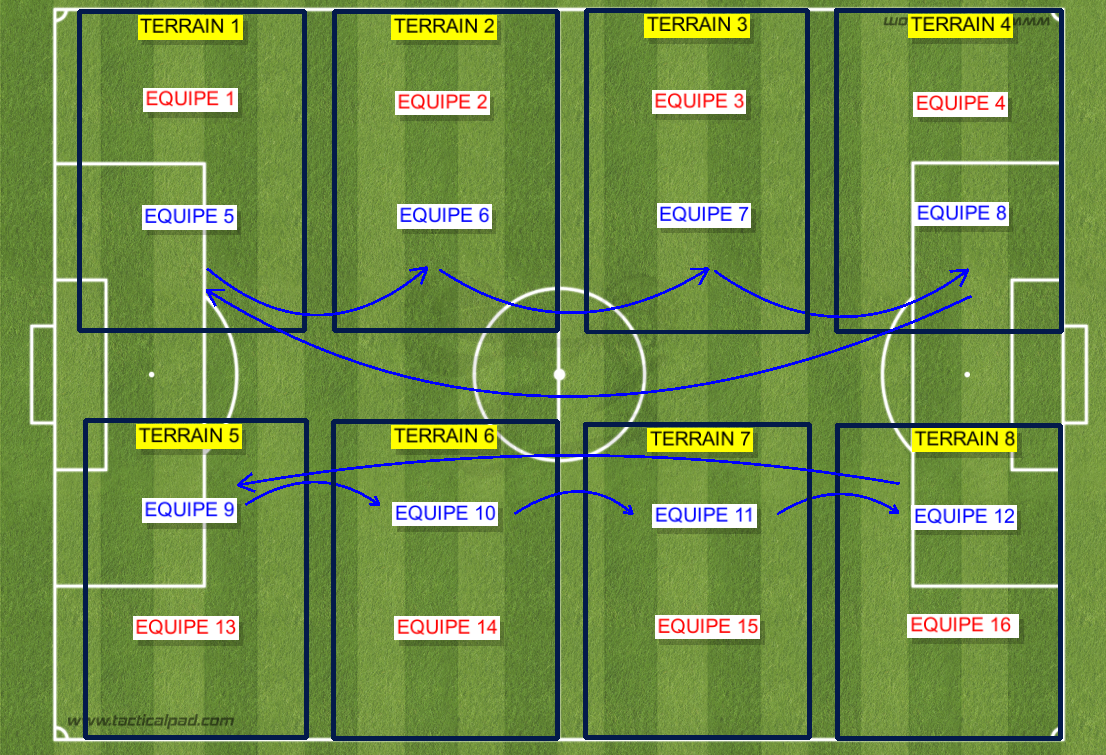 TERRAIN 1
TERRAIN 2
TERRAIN 3
TERRAIN 4
EQUIPE 1
EQUIPE 2
EQUIPE 3
EQUIPE 4
EQUIPE 5
EQUIPE 6
EQUIPE 7
EQUIPE 8
TERRAIN 5
TERRAIN 6
TERRAIN 7
TERRAIN 8
EQUIPE 9
EQUIPE 10
EQUIPE 11
EQUIPE 12
EQUIPE 13
EQUIPE 14
EQUIPE 15
EQUIPE 16
www.tacticalpad.com